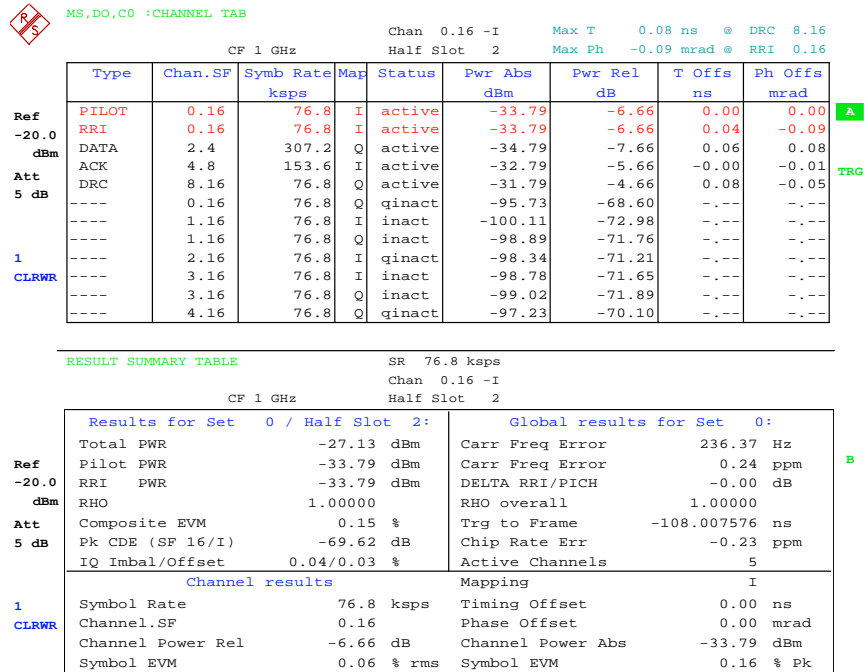 R S
MS,DO,C0 :CHANNEL TAB
Chan 0.16 -I Max T 0.08 ns @ DRC 8.16
CF 1 GHz Half Slot 2 Max Ph -0.09 mrad @ RRI 0.16
Type Chan.SF Symb Rate Map Status Pwr Abs Pwr Rel T Offs Ph Offs
ksps dBm dB ns mrad
PILOT 0.16 76.8 I active -33.79 -6.66 0.00 0.00
RRI 0.16 76.8 I active -33.79 -6.66 0.04 -0.09
DATA 2.4 307.2 Q active -34.79 -7.66 0.06 0.08
ACK 4.8 153.6 I active -32.79 -5.66 -0.00 -0.01
DRC 8.16 76.8 Q active -31.79 -4.66 0.08 -0.05
---- 0.16 76.8 Q qinact -95.73 -68.60 -.-- -.--
---- 1.16 76.8 I inact -100.11 -72.98 -.-- -.--
---- 1.16 76.8 Q inact -98.89 -71.76 -.-- -.--
---- 2.16 76.8 I qinact -98.34 -71.21 -.-- -.--
---- 3.16 76.8 I inact -98.78 -71.65 -.-- -.--
---- 3.16 76.8 Q inact -99.02 -71.89 -.-- -.--
---- 4.16 76.8 Q qinact -97.23 -70.10 -.-- -.--
Ref
-20.0
dBm
Att
5 dB
1
CLRWR
A
TRG
RESULT SUMMARY TABLE SR 76.8 ksps
Chan 0.16 -I
CF 1 GHz Half Slot 2
Results for Set 0 / Half Slot 2: Global results for Set 0:
Total PWR -27.13 dBm Carr Freq Error 236.37 Hz
Pilot PWR -33.79 dBm Carr Freq Error 0.24 ppm
RRI PWR -33.79 dBm DELTA RRI/PICH -0.00 dB
RHO 1.00000 RHO overall 1.00000
Composite EVM 0.15 % Trg to Frame -108.007576 ns
Pk CDE (SF 16/I) -69.62 dB Chip Rate Err -0.23 ppm
IQ Imbal/Offset 0.04/0.03 % Active Channels 5
Channel results Mapping I
Symbol Rate 76.8 ksps Timing Offset 0.00 ns
Channel.SF 0.16 Phase Offset 0.00 mrad
Channel Power Rel -6.66 dB Channel Power Abs -33.79 dBm
Symbol EVM 0.06 % rms Symbol EVM 0.16 % Pk
Ref
-20.0
dBm
Att
5 dB
1
CLRWR
B